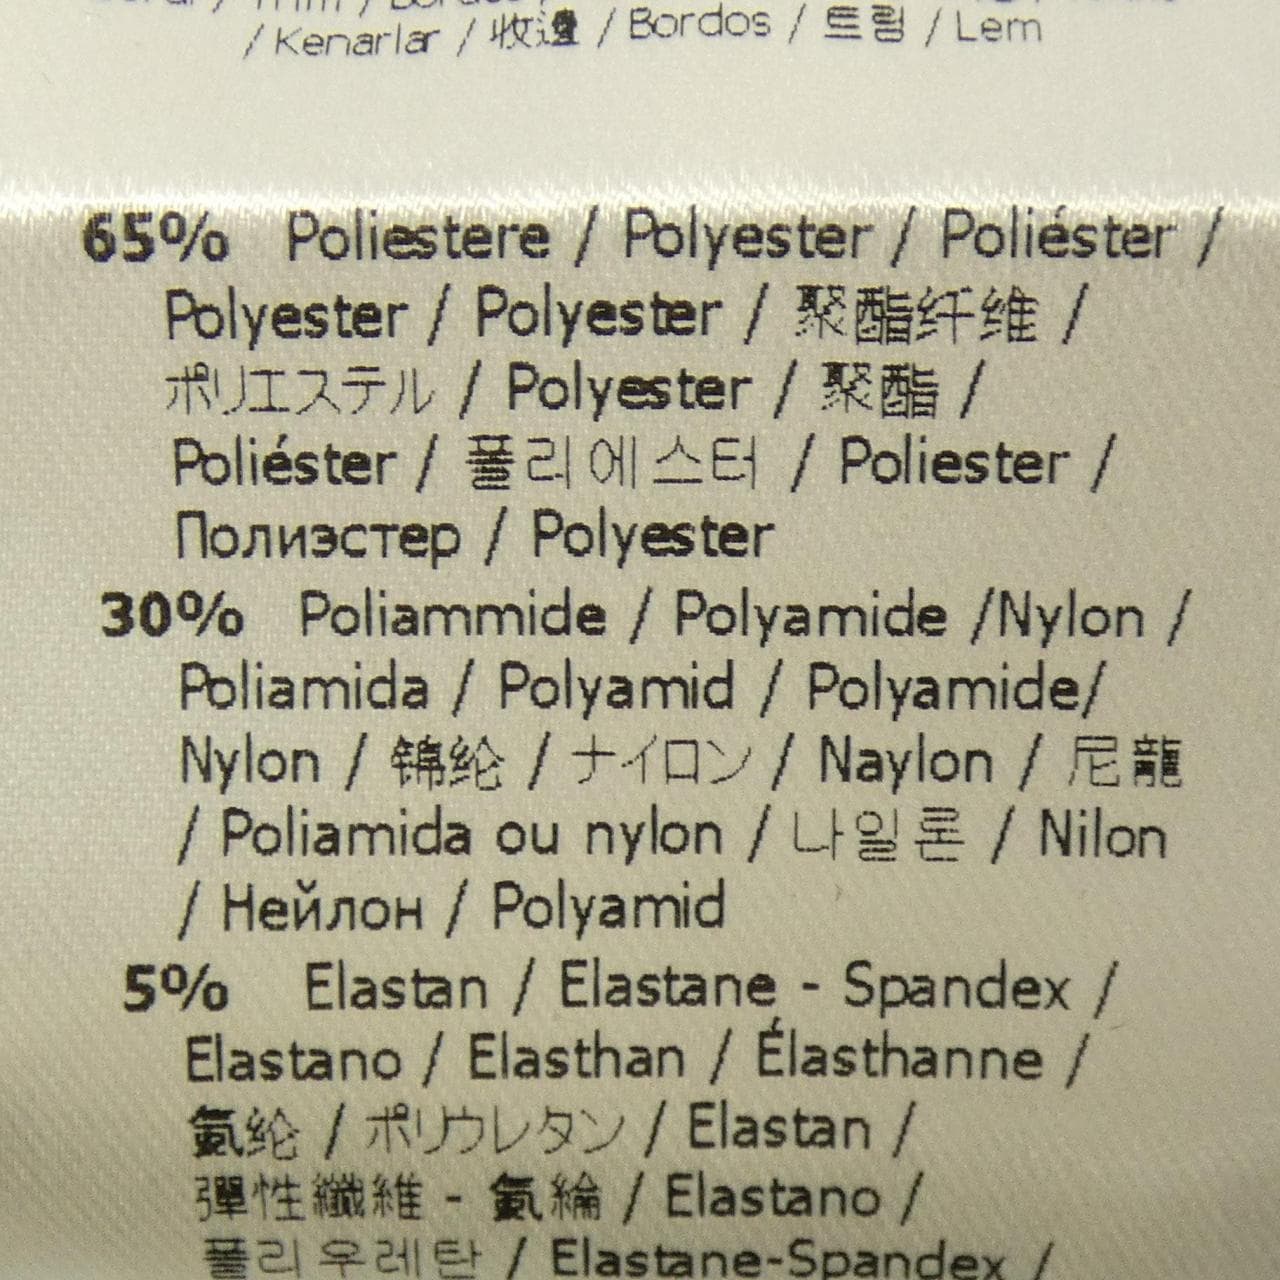 / Kenarlar / 收邊 / Bordos / 트림 / Lem
65% Poliestere / Polyester / Poliéster /
Polyester / Polyester / 聚酯纤维 /
ポリエステル / Polyester / 聚酯 /
Poliéster / 폴리에스터 / Poliester /
Полиэстер / Polyester
30% Poliammide / Polyamide /Nylon /
Poliamida / Polyamid / Polyamide/
Nylon / 锦纶 / ナイロン / Naylon / 尼龍
/ Poliamida ou nylon / 나일론 / Nilon
/ Нейлон / Polyamid
5% Elastan / Elastane - Spandex /
Elastano / Elasthan / Élasthanne /
氨纶 / ポリウレタン / Elastan /
彈性纖維 - 氨綸 / Elastano /
폴리우레탄 / Elastane-Spandex /